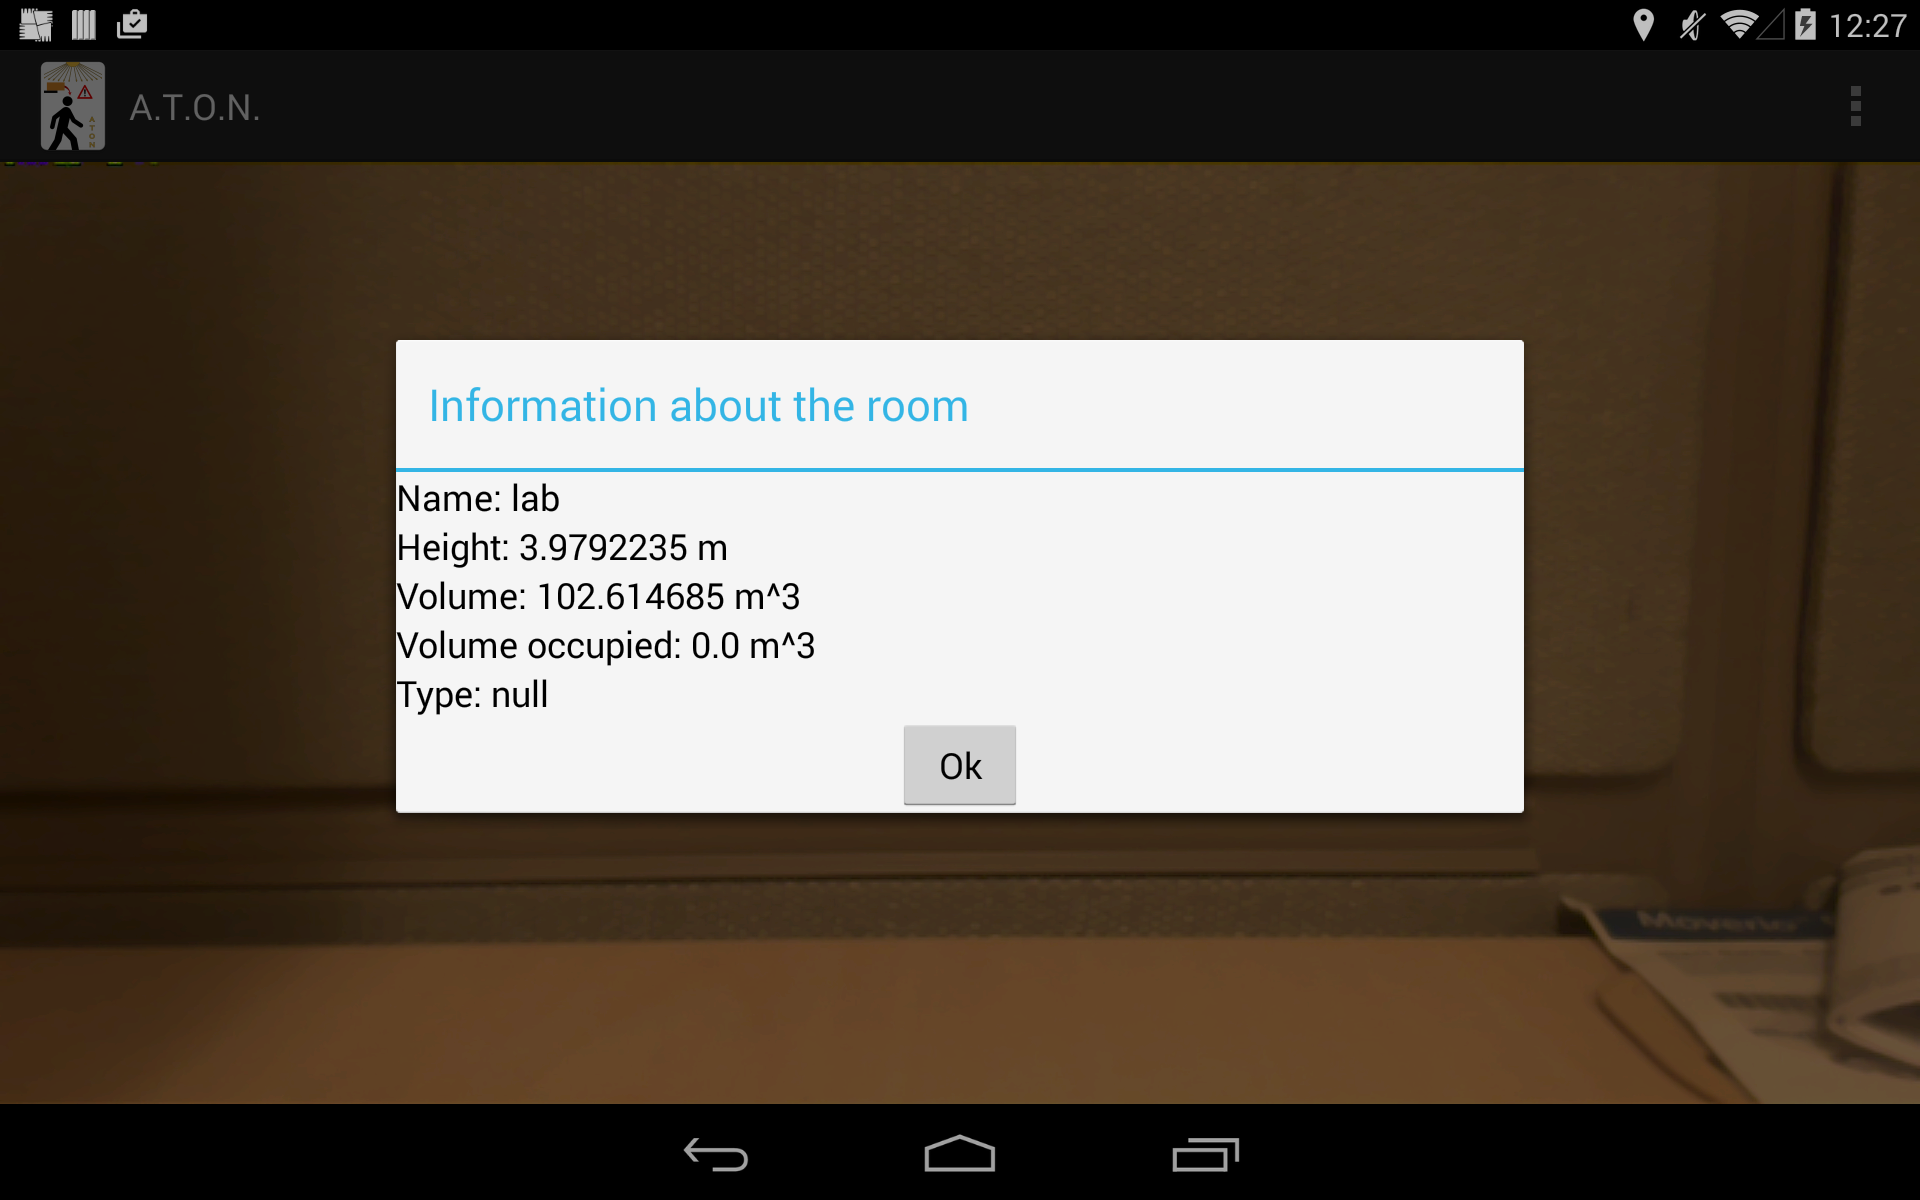 12:27
A.T.O.N.
Information about the room
Name: lab
Height: 3.9792235 m
Volume: 102.614685 m^3
Volume occupied: 0.0 m^3
Type: null
Ok
Moverio